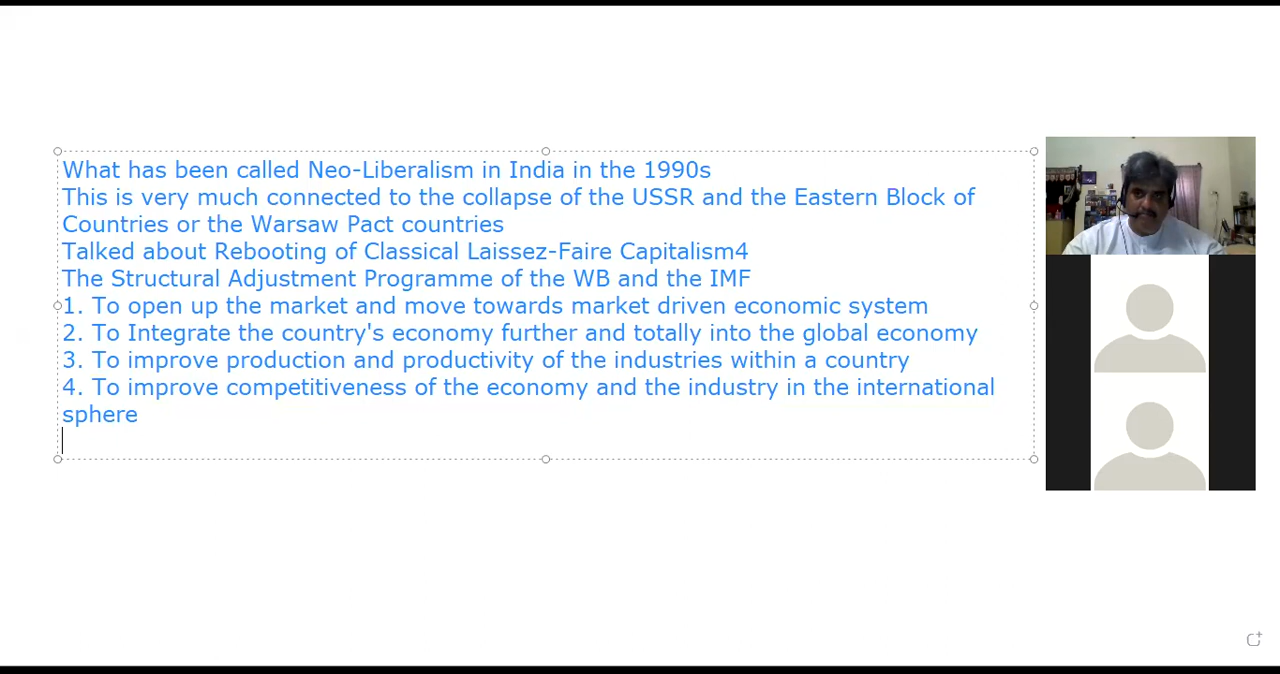 What has been called Neo-Liberalism in India in the 1990s
This is very much connected to the collapse of the USSR and the Eastern Block of
Countries or the Warsaw Pact countries
Talked about Rebooting of Classical Laissez-Faire Capitalism4
The Structural Adjustment Programme of the WB and the IMF
1. To open up the market and move towards market driven economic system
2. To Integrate the country's economy further and totally into the global economy
3. To improve production and productivity of the industries within a country
4. To improve competitiveness of the economy and the industry in the international
sphere